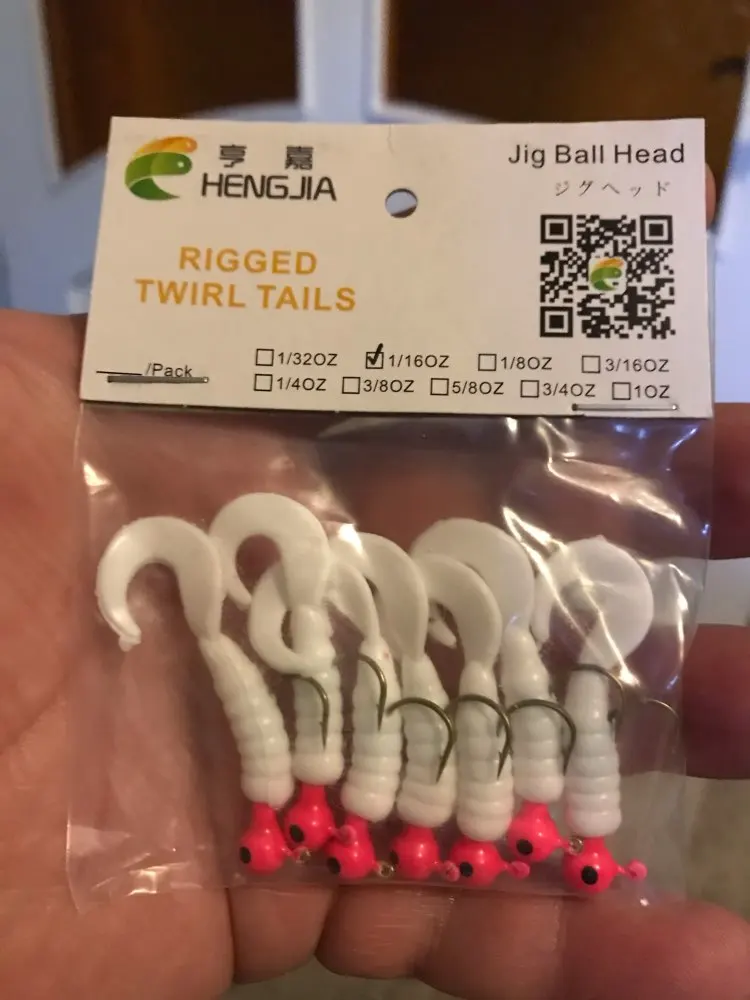 亨 嘉
HENGJIA
Jig Ball Head
ジグヘッド
RIGGED
TWIRL TAILS
____/Pack
☐1/32OZ ☑1/16OZ ☐1/8OZ ☐3/16OZ
☐1/4OZ ☐3/8OZ ☐5/8OZ ☐3/4OZ ☐1OZ